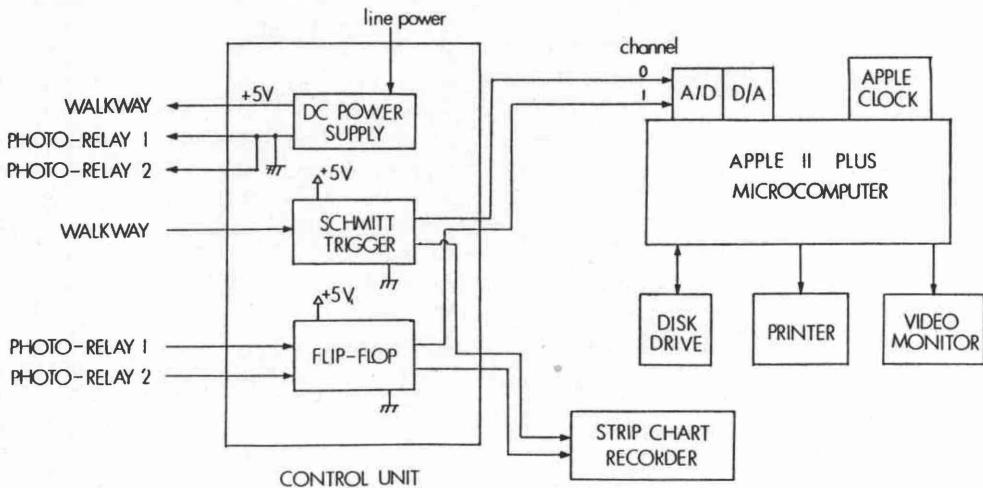 line power
channel
0
1
A/D
D/A
APPLE
CLOCK
WALKWAY
+5V
DC POWER
SUPPLY
PHOTO-RELAY 1
PHOTO-RELAY 2
APPLE II PLUS
MICROCOMPUTER
+5V
WALKWAY
SCHMITT
TRIGGER
+5V
DISK
DRIVE
PRINTER
VIDEO
MONITOR
PHOTO-RELAY 1
PHOTO-RELAY 2
FLIP-FLOP
STRIP CHART
RECORDER
CONTROL UNIT